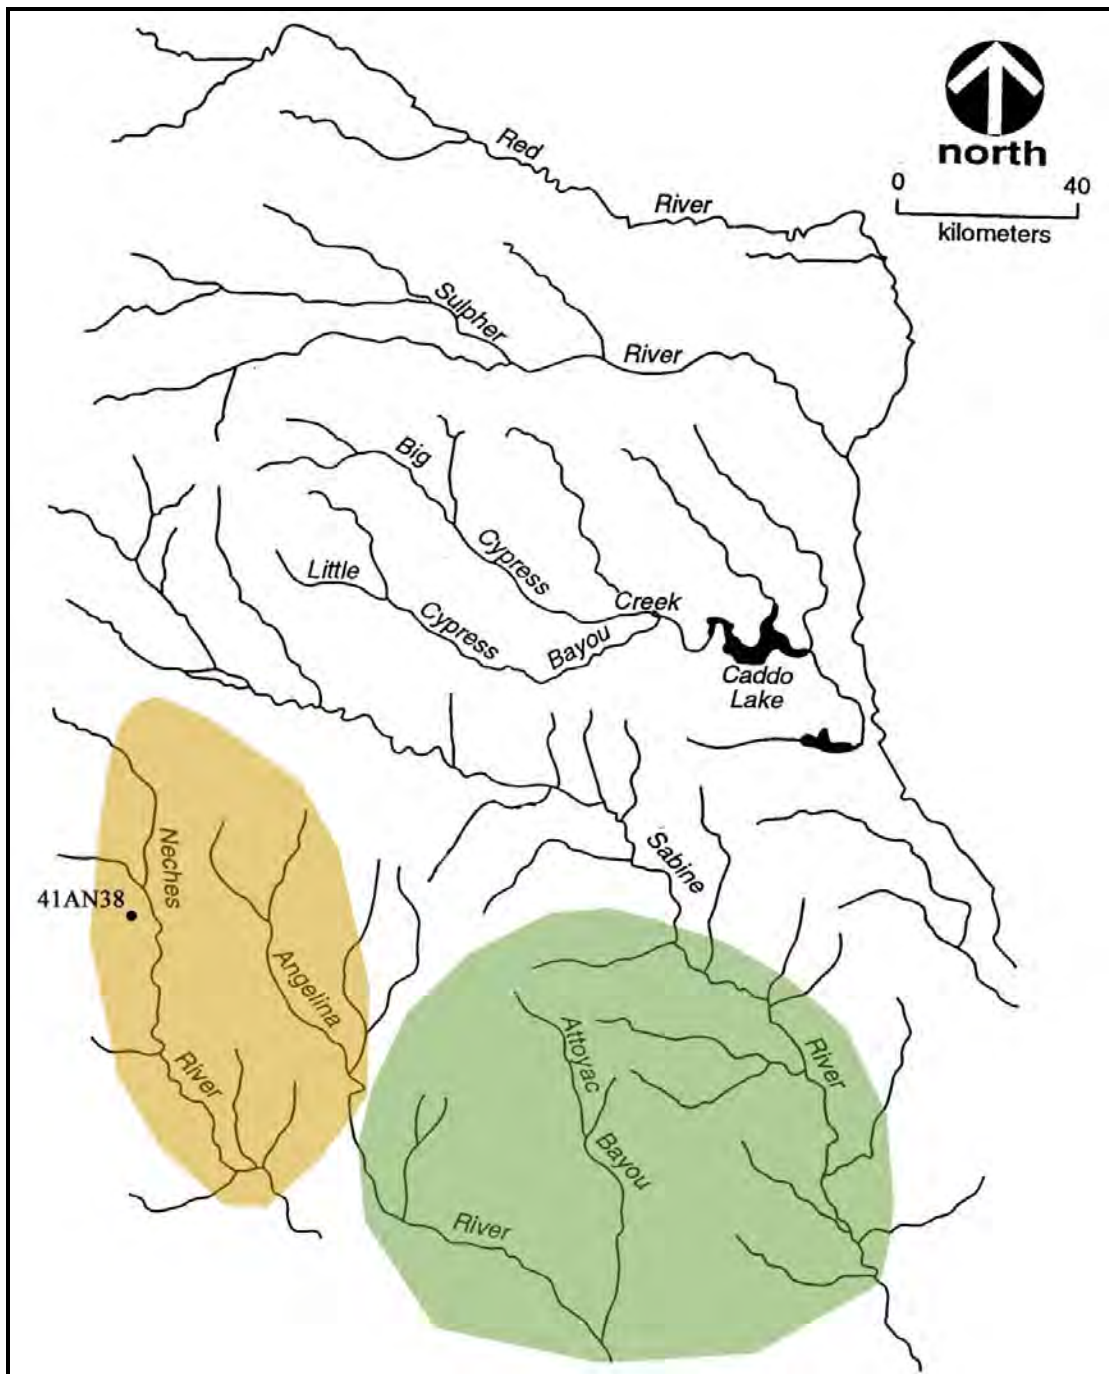 Red
River
north
0 40
kilometers
Sulpher
River
Big
Cypress
Creek
Little
Cypress
Bayou
Caddo
Lake
Neches
River
41AN38
Angelina
River
Sabine
River
Attoyac
Bayou